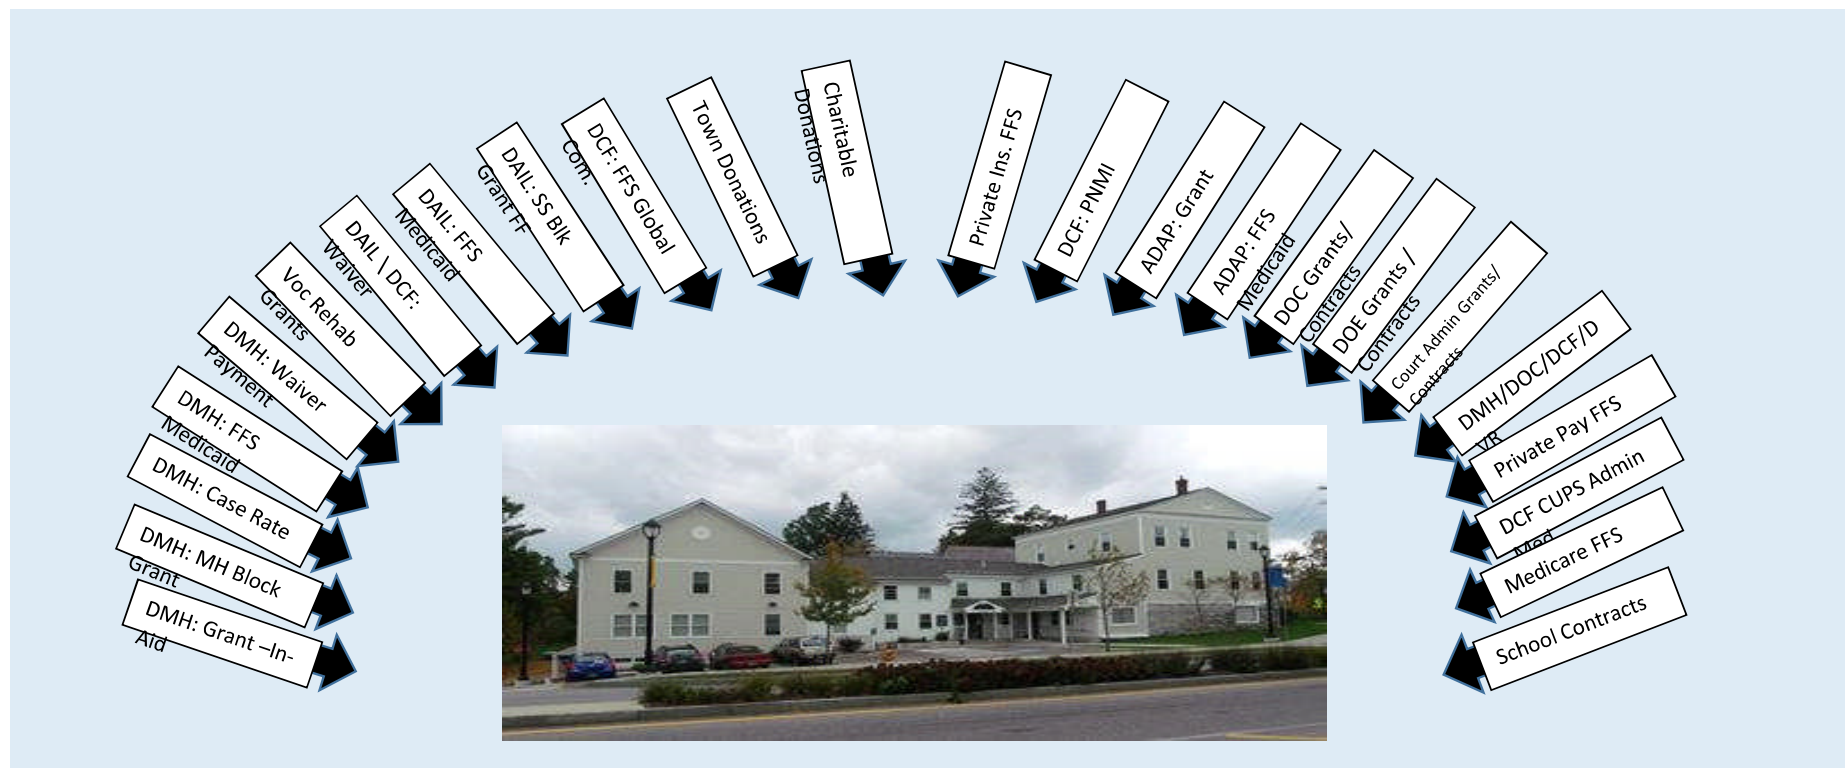 DMH: Grant –In-
Aid
DMH: MH Block
Grant
DMH: Case Rate
DMH: FFS
Medicaid
DMH: Waiver
Payment
Voc Rehab
Grants
DAIL \ DCF:
Waiver
DAIL: FFS
Medicaid
DAIL: SS Blk
Grant FF
DCF: FFS Global
Com.
Town Donations
Charitable
Donations
Private Ins. FFS
DCF: PNMI
ADAP: Grant
ADAP: FFS
Medicaid
DOC Grants/
Contracts
DOE Grants /
Contracts
Court Admin Grants/
Contracts
DMH/DOC/DCF/D
VR
Private Pay FFS
DCF CUPS Admin
Med
Medicare FFS
School Contracts